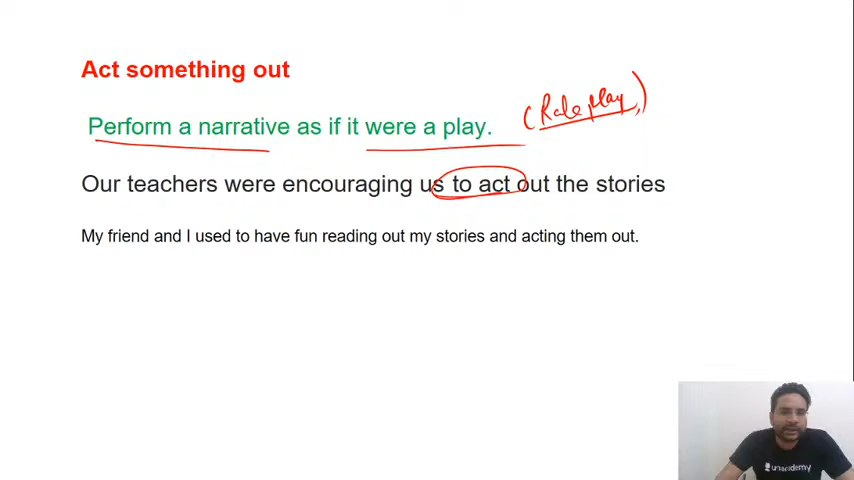 Act something out
Perform a narrative as if it were a play. (Role play)
Our teachers were encouraging us to act out the stories
My friend and I used to have fun reading out my stories and acting them out.
unacademy